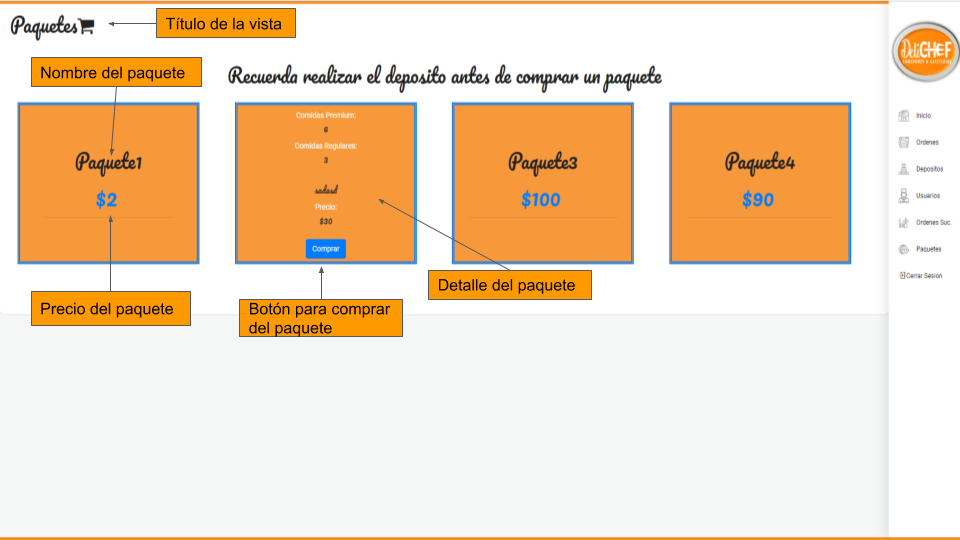 Paquetes
Título de la vista
Nombre del paquete
Recuerda realizar el deposito antes de comprar un paquete
Paquete1
$2
Comidas Premium:
6
Comidas Regulares:
3
sadasd
Precio:
$30
Comprar
Paquete3
$100
Paquete4
$90
Precio del paquete
Botón para comprar
del paquete
Detalle del paquete
DeliCHEF
COMEDORES & CAFETERIAS
Inicio
Ordenes
Depositos
Usuarios
Ordenes Suc.
Paquetes
Cerrar Sesion